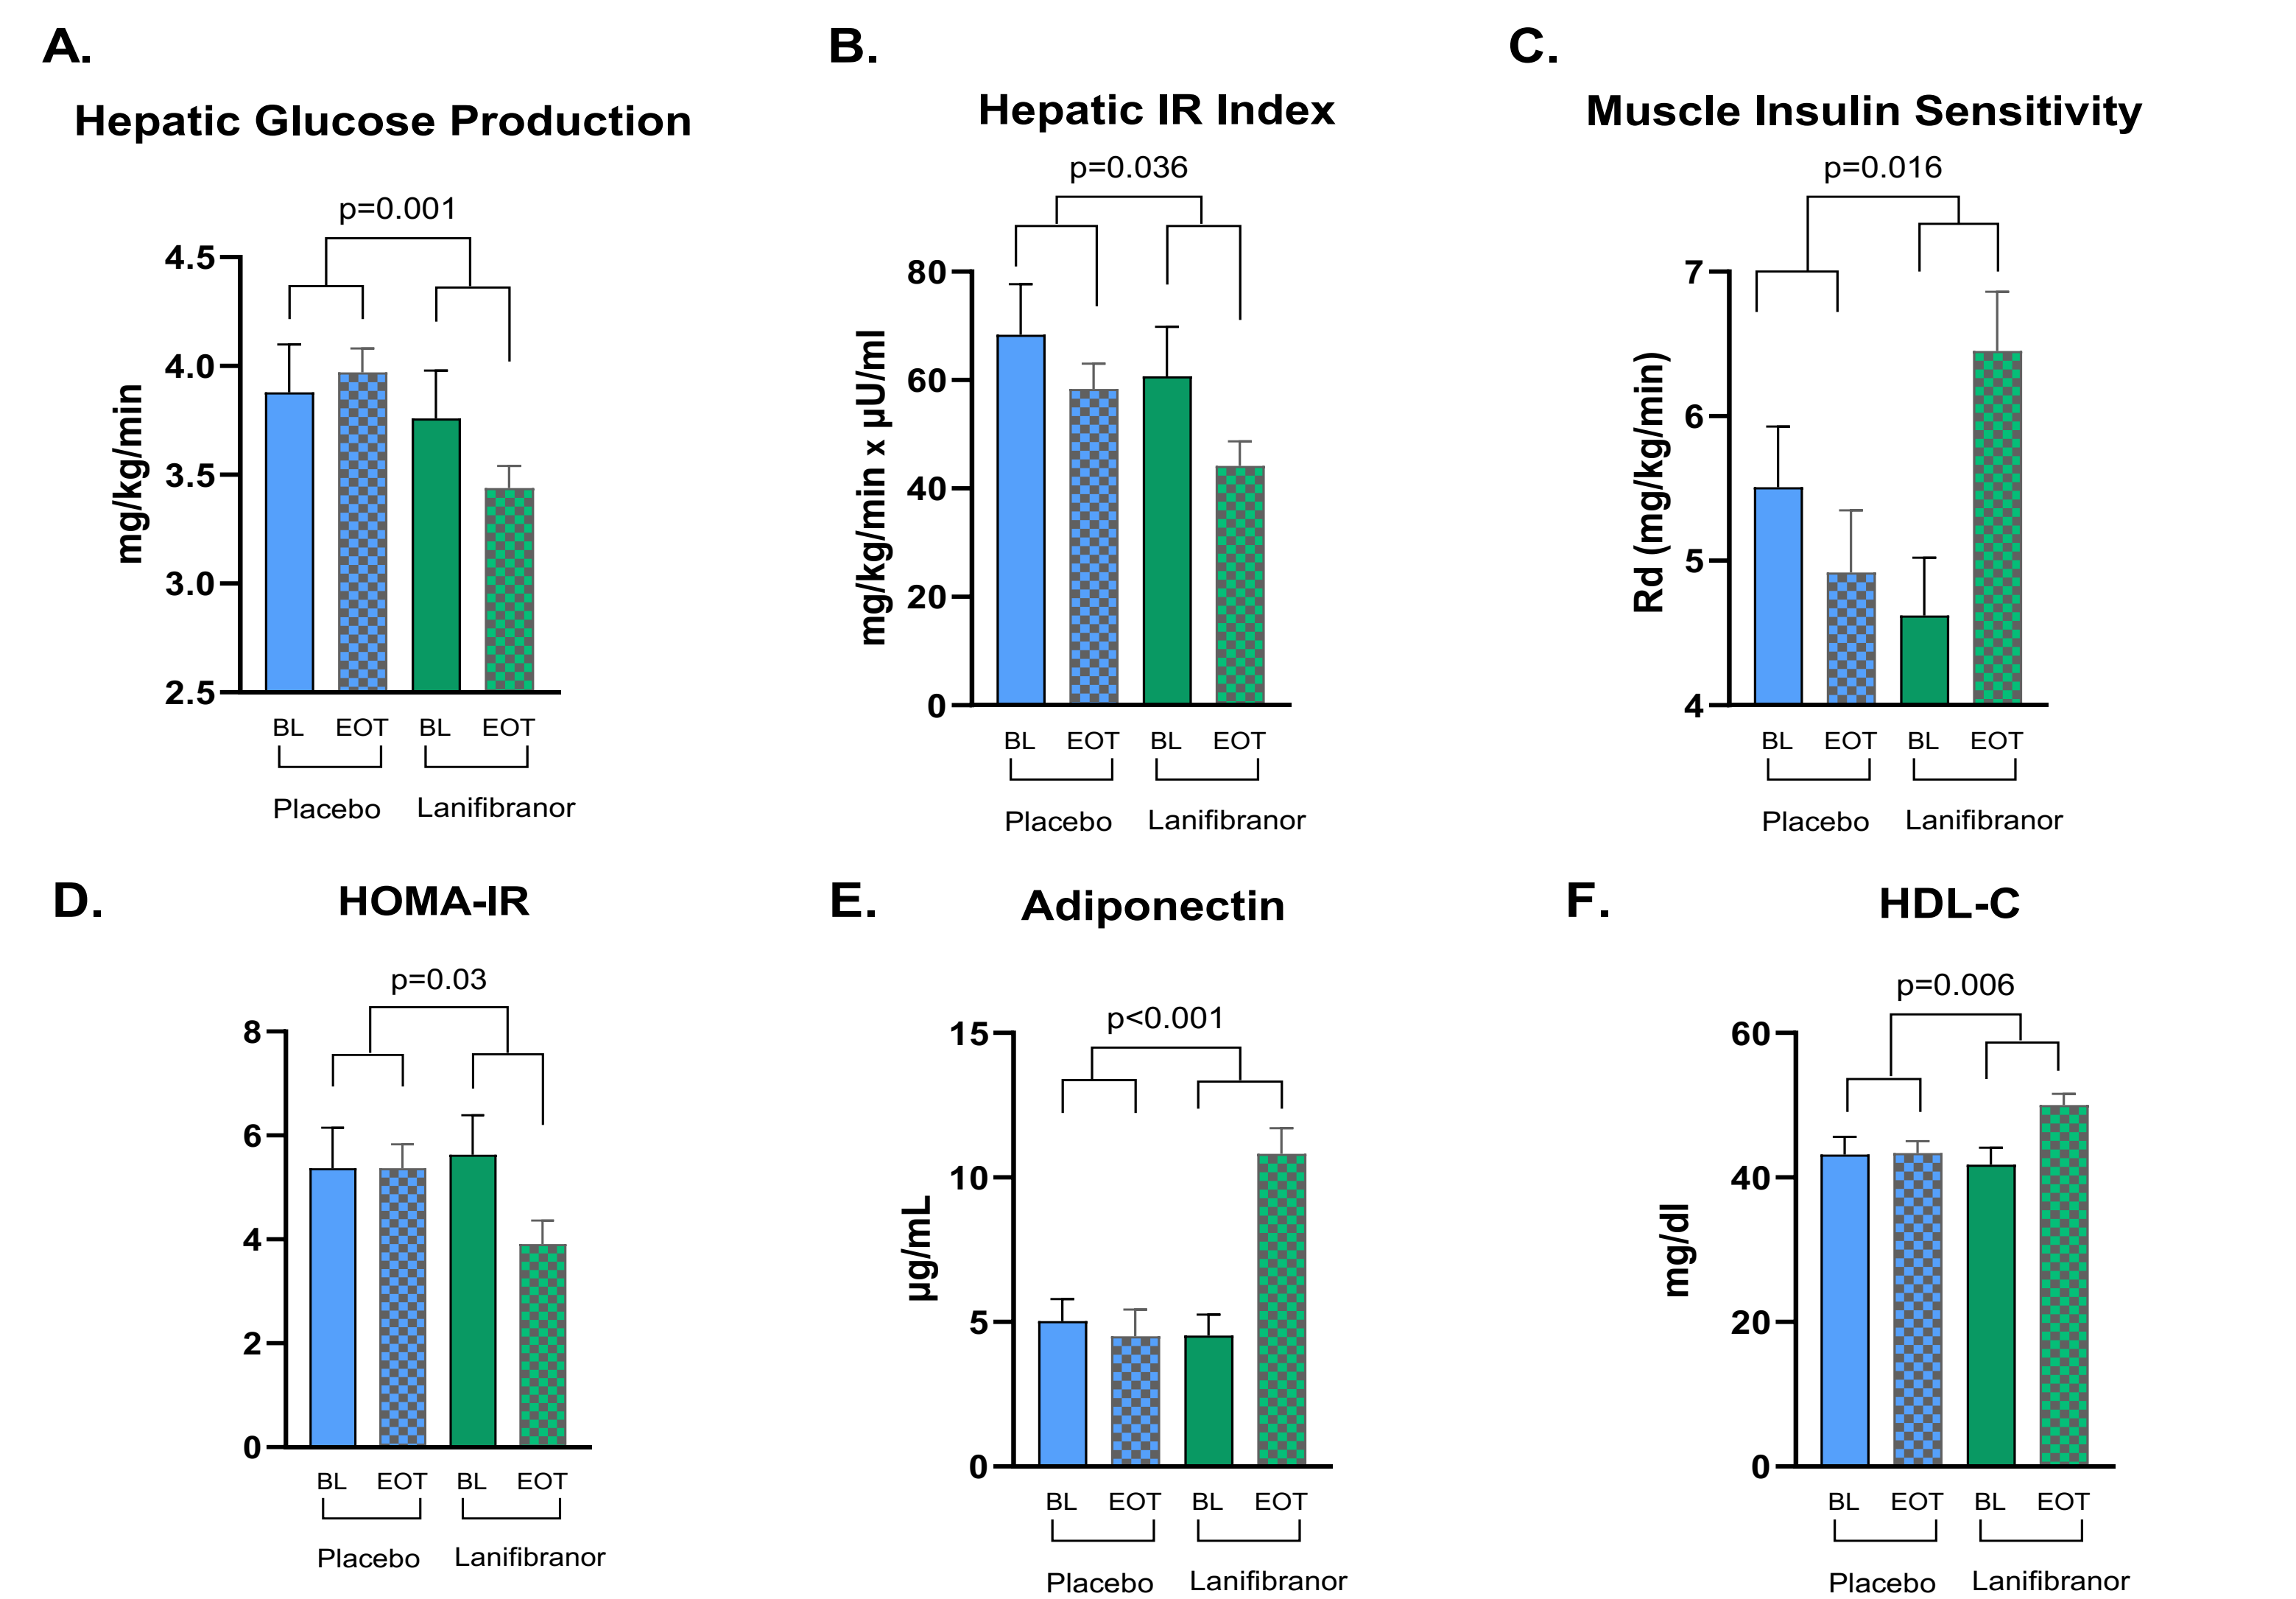 A.
Hepatic Glucose Production
p=0.001
4.5
4.0
3.5
3.0
2.5
mg/kg/min
BL EOT BL EOT
Placebo Lanifibranor
B.
Hepatic IR Index
p=0.036
80
60
40
20
0
mg/kg/min x µU/ml
BL EOT BL EOT
Placebo Lanifibranor
C.
Muscle Insulin Sensitivity
p=0.016
7
6
5
4
Rd (mg/kg/min)
BL EOT BL EOT
Placebo Lanifibranor
D.
HOMA-IR
p=0.03
8
6
4
2
0
BL EOT BL EOT
Placebo Lanifibranor
E.
Adiponectin
p<0.001
15
10
5
0
µg/mL
BL EOT BL EOT
Placebo Lanifibranor
F.
HDL-C
p=0.006
60
40
20
0
mg/dl
BL EOT BL EOT
Placebo Lanifibranor